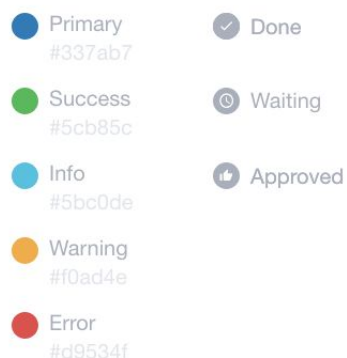 Primary
#337ab7
Success
#5cb85c
Info
#5bc0de
Warning
#f0ad4e
Error
#d9534f
Done
Waiting
Approved